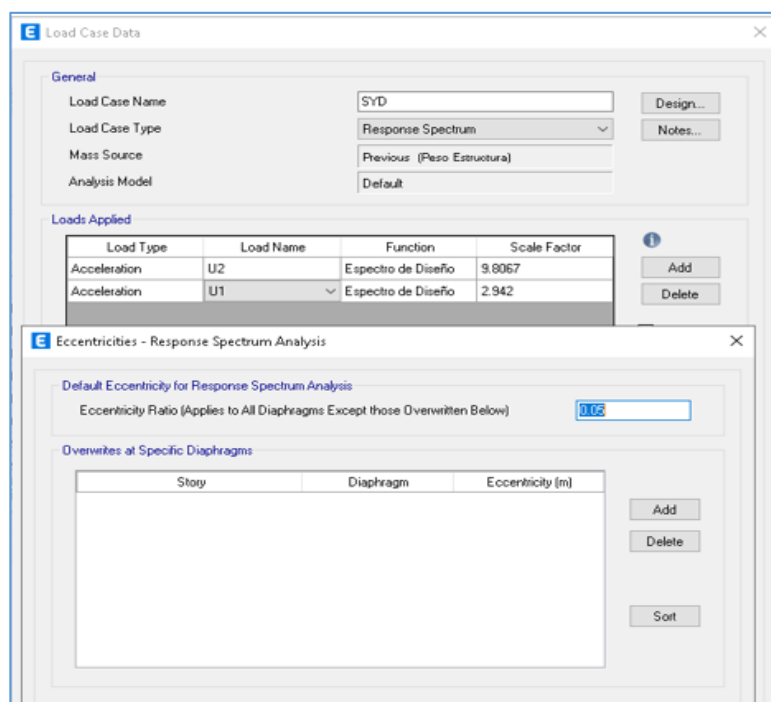 E Load Case Data
General
Load Case Name SYD Design...
Load Case Type Response Spectrum Notes...
Mass Source Previous (Peso Estructura)
Analysis Model Default
Loads Applied
Load Type Load Name Function Scale Factor
Acceleration U2 Espectro de Diseño 9.8067 Add
Acceleration U1 Espectro de Diseño 2.942 Delete
E Eccentricities - Response Spectrum Analysis
Default Eccentricity for Response Spectrum Analysis
Eccentricity Ratio (Applies to All Diaphragms Except those Overwritten Below) 0.05
Overwrites at Specific Diaphragms
Story Diaphragm Eccentricity (m)
Add
Delete
Sort